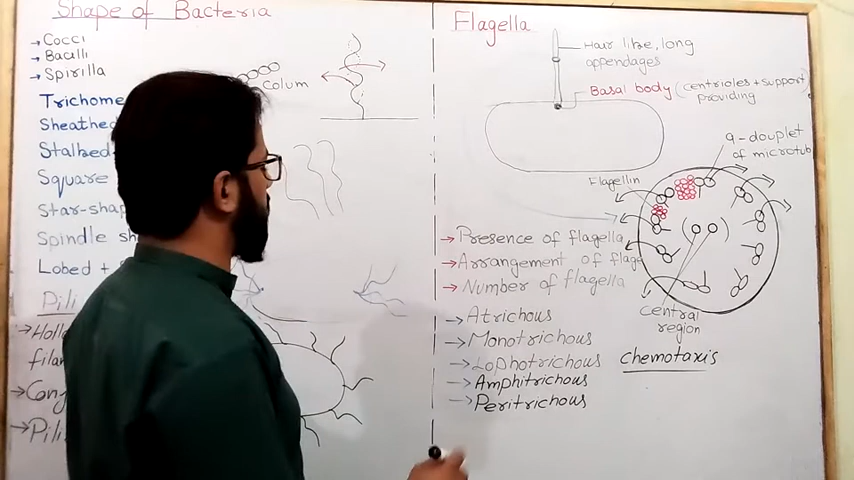 Shape of Bacteria
→Cocci
→Bacilli
→Spirilla
Trichome
Sheathed
Stalked
Square
Star-shap
Spindle sh
Lobed +
Pili
→Hollo
filam
→Conj
→Pili
Colum
Flagella
Hair like, long
appendages
Basal body (centrioles + support
providing
9-douplet
of microtub
Flagellin
→Presence of flagella
→Arrangement of flage
→Number of flagella
central
region
→Atrichous
→Monotrichous
→Lophotrichous
→Amphitrichous
→Peritrichous
chemotaxis